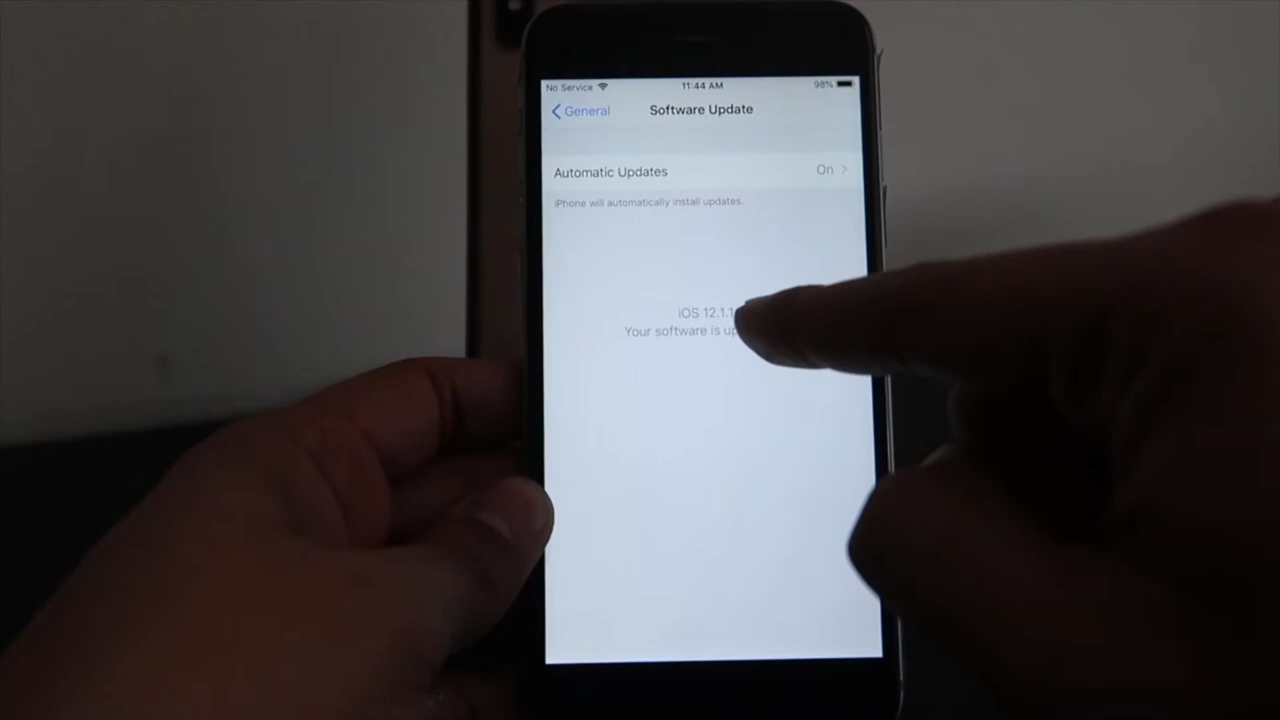 No Service 11:44 AM 98%
General Software Update
Automatic Updates On
iPhone will automatically install updates.
iOS 12.1.1
Your software is up